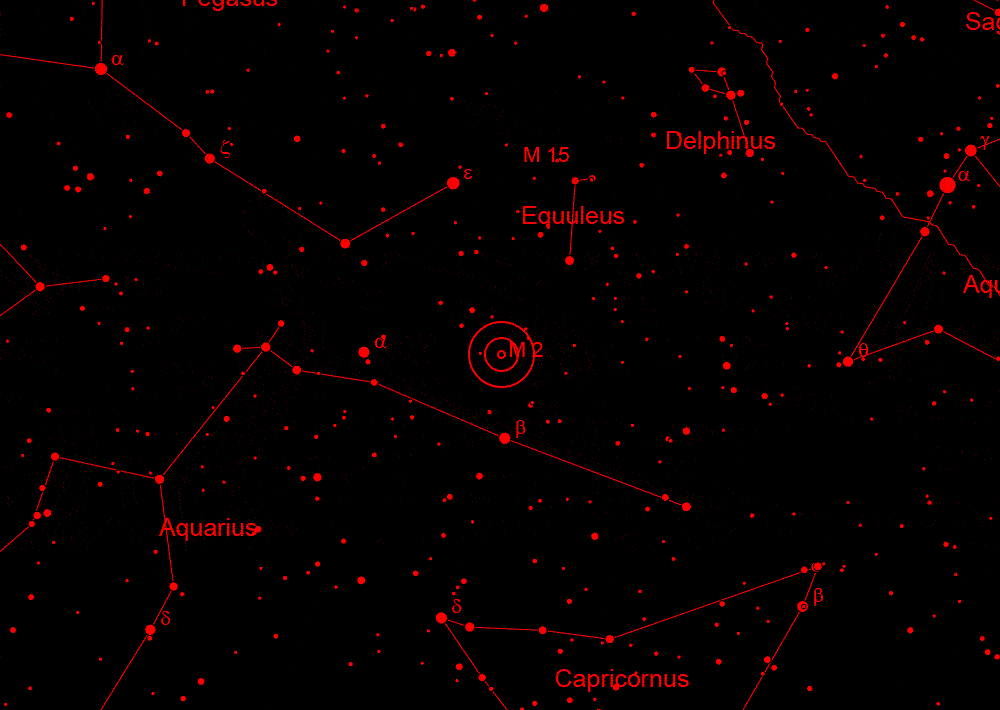 Pegasus
Sag
α
γ
Delphinus
ζ
M 15
ε
α
Equuleus
Aqu
α
M 2
θ
β
Aquarius
δ
β
δ
Capricornus